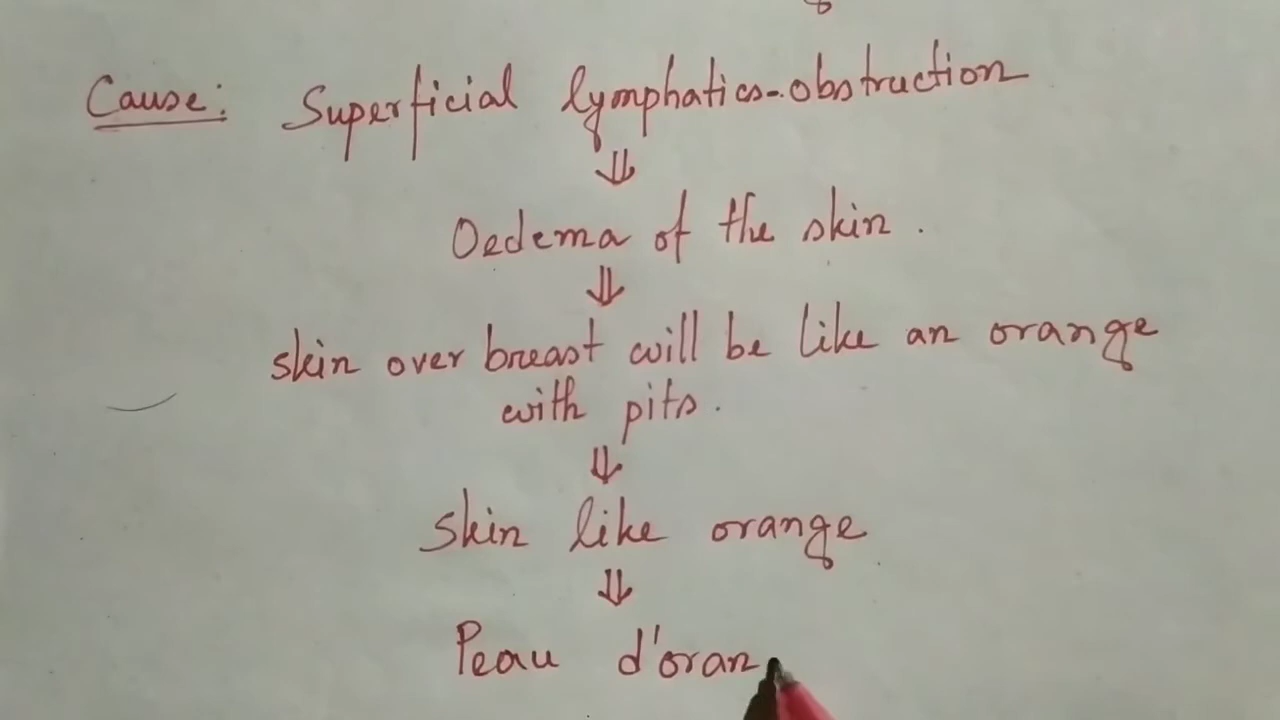 Cause: Superficial lymphatics-obstruction
⇓
Oedema of the skin.
⇓
skin over breast will be like an orange
with pits.
⇓
skin like orange
⇓
Peau d'oran